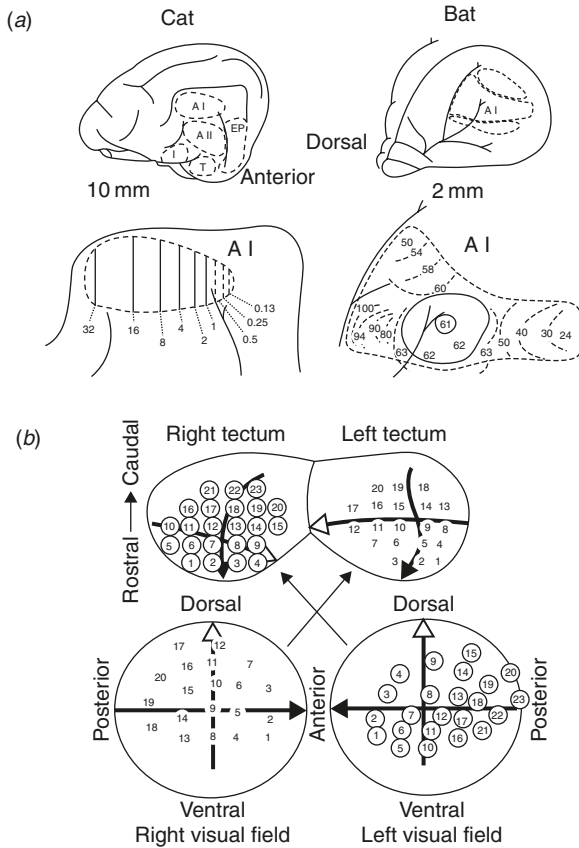 (a)
Cat
Bat
A I
A II
EP
I
T
A I
Dorsal
Anterior
10 mm
2 mm
A I
A I
32
16
8
4
2
1
0.5
0.25
0.13
50
54
58
60
100
94
90
80
61
63
62
62
63
50
40
30
24
(b)
Right tectum
Left tectum
Rostral
Caudal
21 22 23
16 17 18 19 20
10 11 12 13 14 15
5 6 7 8 9
1 2 3 4
20 19 18
17 16 15 14 13
12 11 10 9 8
7 6 5 4
3 2 1
Dorsal
Dorsal
17 12
16 11 7
20 15 10 6 3
19 9 5
18 14 2
13 8 4 1
Posterior
Anterior
Posterior
15
9 14 20
4 19
3 8 13 18 23
2 7 12 17 22
1 6 11 16 21
5 10
Ventral
Ventral
Right visual field
Left visual field